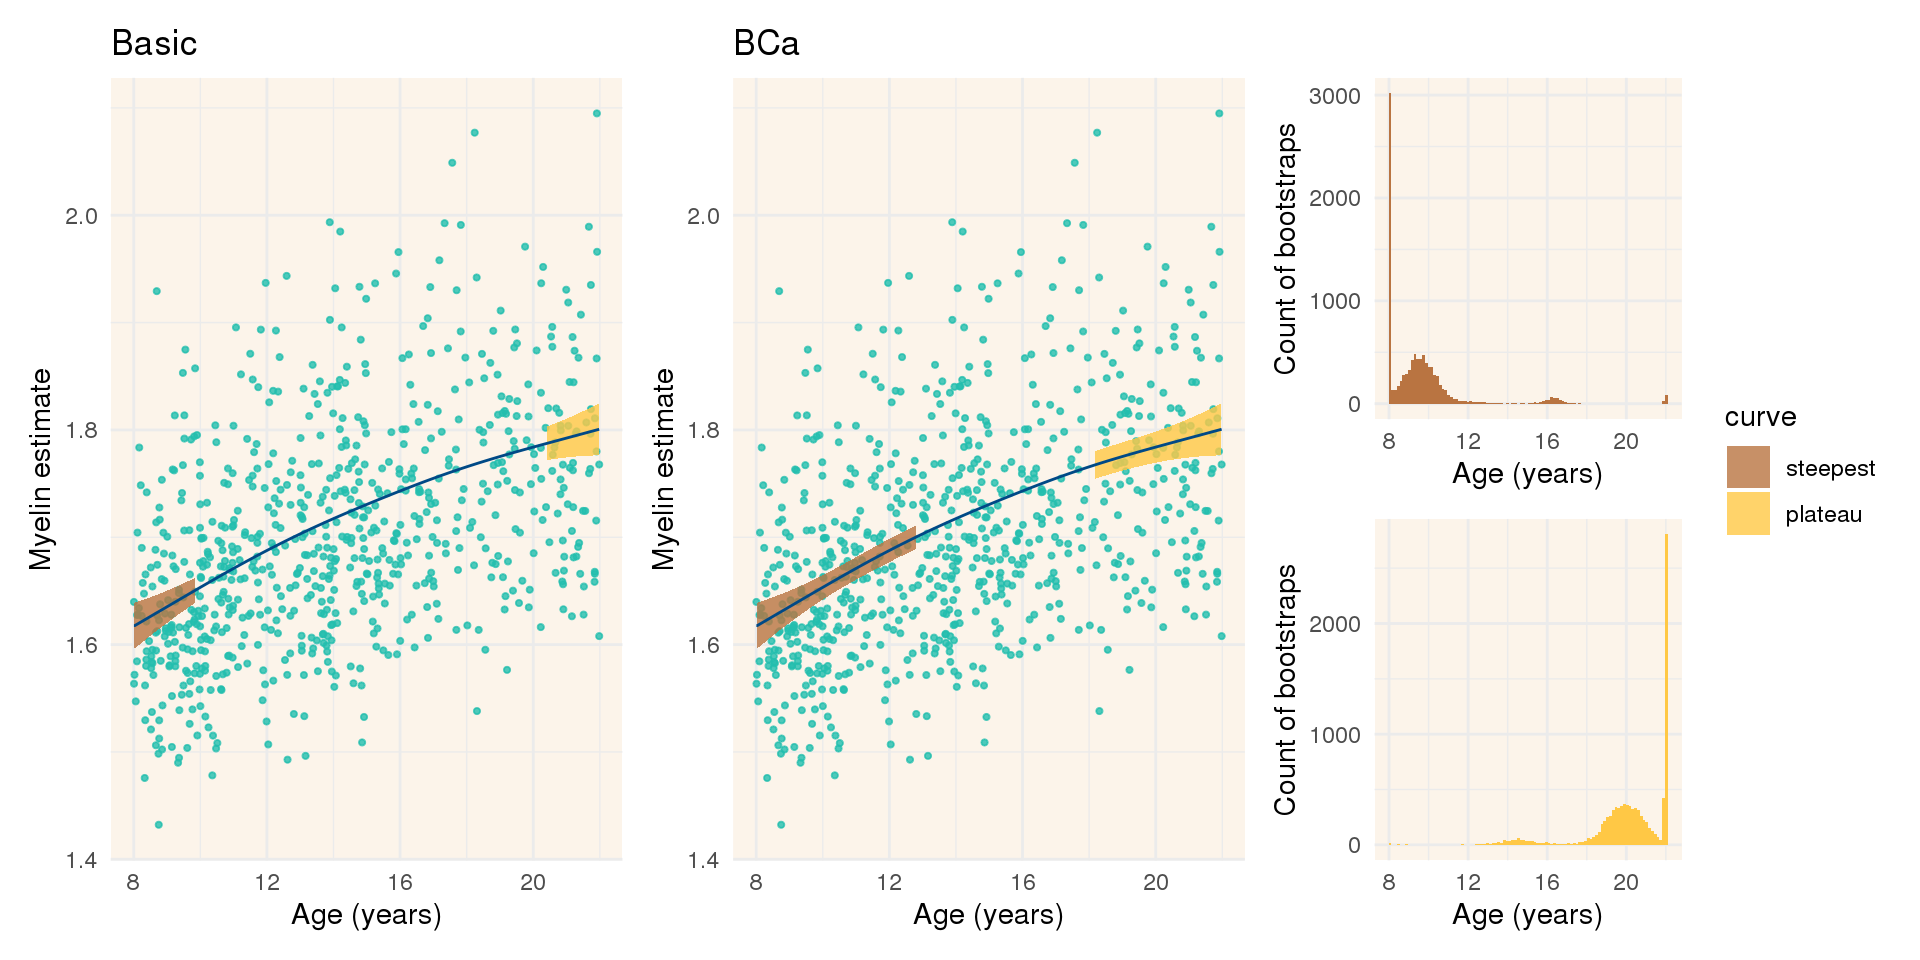 Basic
Myelin estimate
2.0
1.8
1.6
1.4
8 12 16 20
Age (years)
BCa
Myelin estimate
2.0
1.8
1.6
1.4
8 12 16 20
Age (years)
Count of bootstraps
3000
2000
1000
0
8 12 16 20
Age (years)
Count of bootstraps
2000
1000
0
8 12 16 20
Age (years)
curve
steepest
plateau